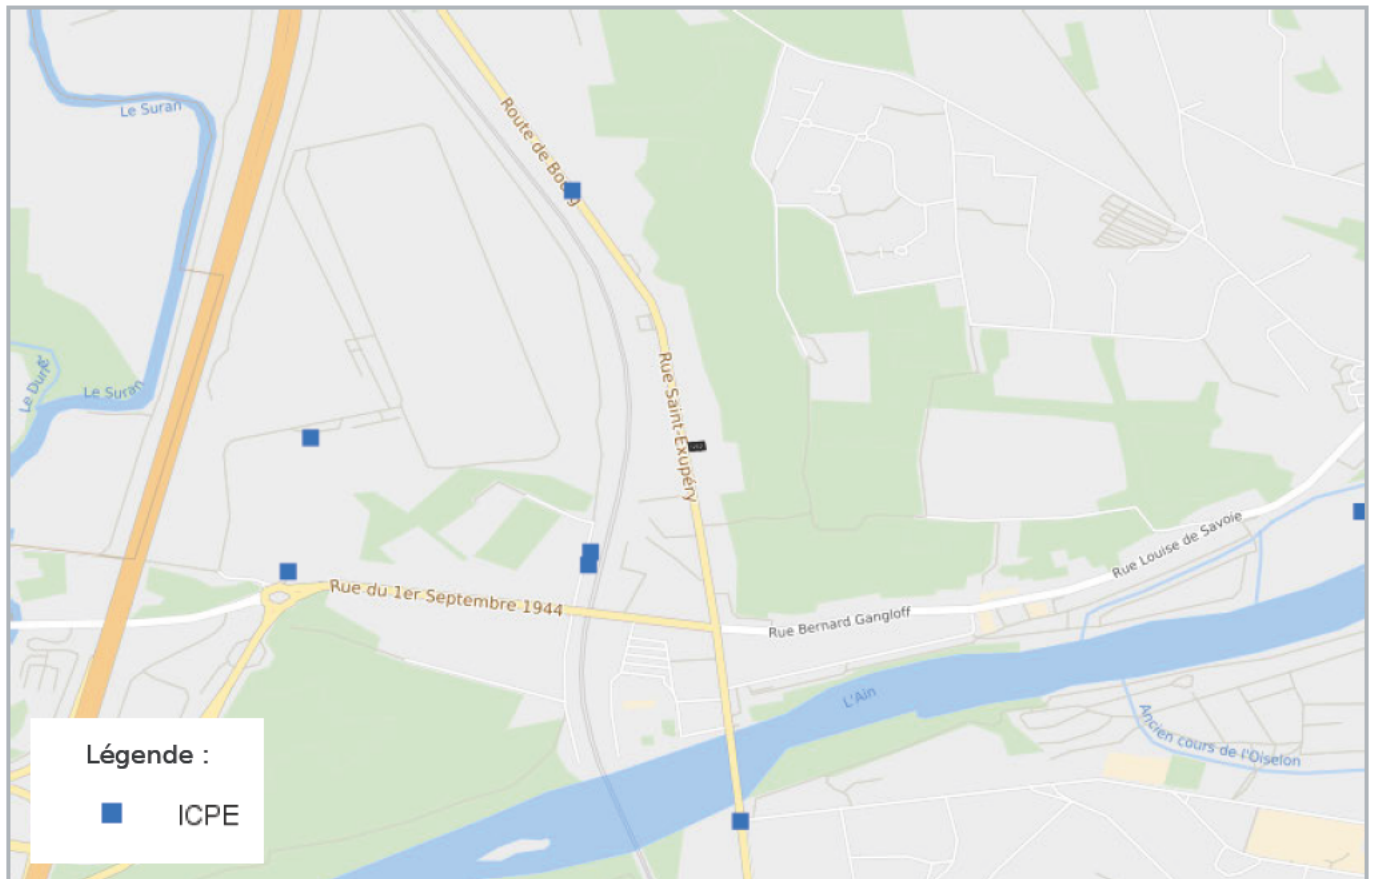 Le Suran
Route de Bourg
Le Durlet
Le Suran
Rue Saint-Exupéry
Rue Louise de Savoie
Rue du 1er Septembre 1944
Rue Bernard Gangloff
L'Ain
Ancien cours de l'Oiselon
Légende :
ICPE